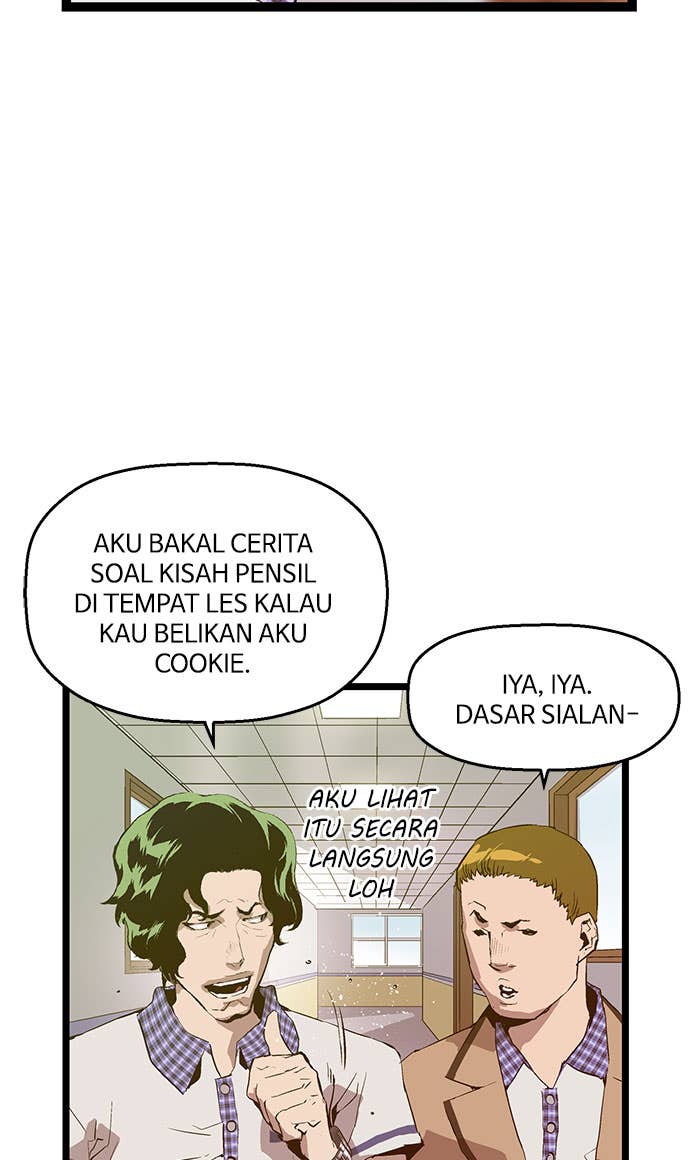 AKU BAKAL CERITA
SOAL KISAH PENSIL
DI TEMPAT LES KALAU
KAU BELIKAN AKU
COOKIE.
IYA, IYA.
DASAR SIALAN-
AKU LIHAT
ITU SECARA
LANGSUNG
LOH